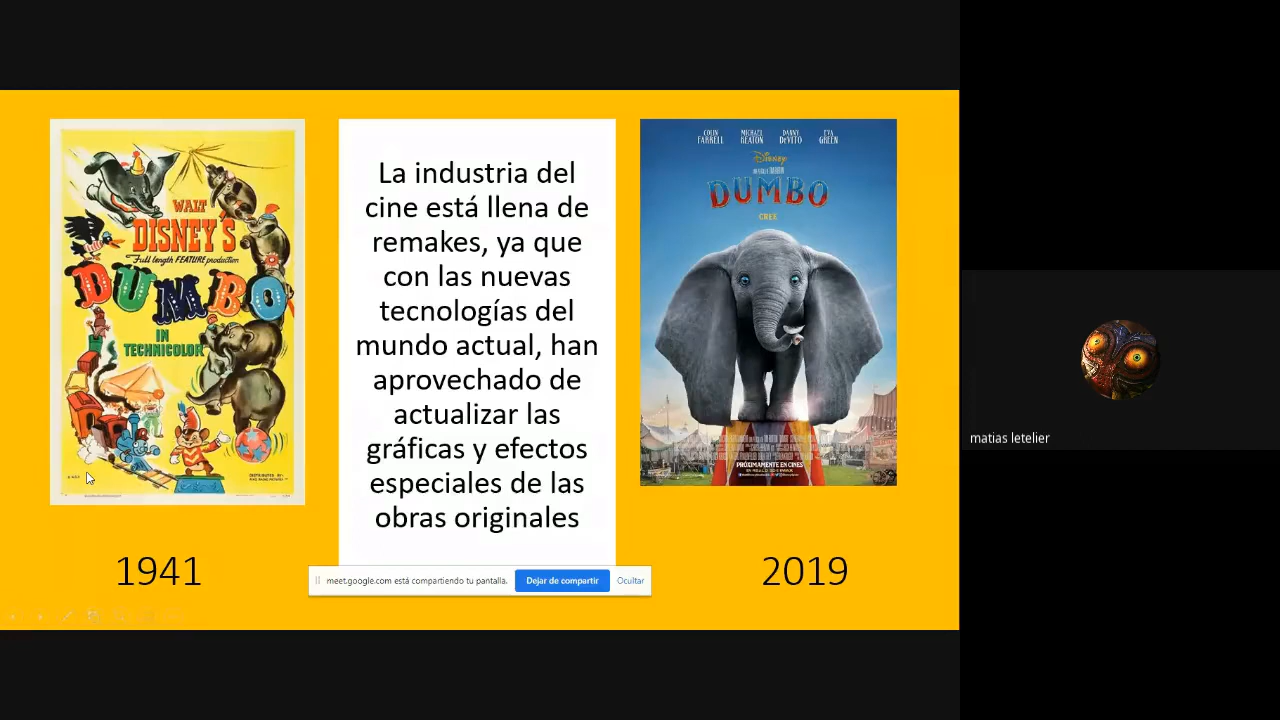 WALT
DISNEY'S
Full length FEATURE production
DUMBO
IN
TECHNICOLOR
1941
La industria del
cine está llena de
remakes, ya que
con las nuevas
tecnologías del
mundo actual, han
aprovechado de
actualizar las
gráficas y efectos
especiales de las
obras originales
meet.google.com está compartiendo tu pantalla.
Dejar de compartir
Ocultar
COLIN FARRELL
MICHAEL KEATON
DANNY DeVITO
EVA GREEN
Disney
DUMBO
CREE
PRÓXIMAMENTE EN CINES
2019
matias letelier